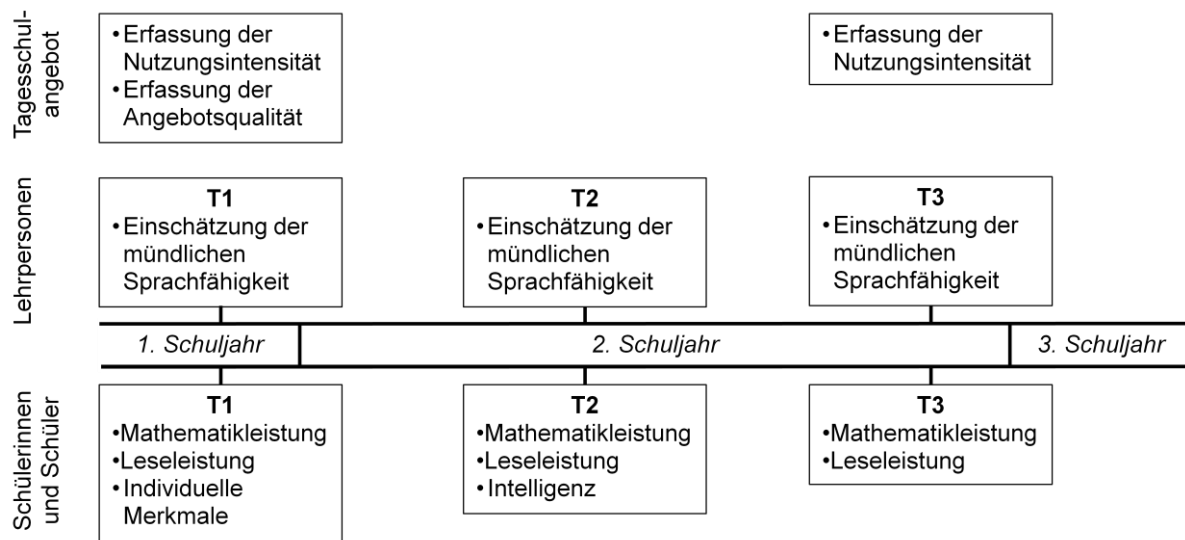 Tagesschul-
angebot
•Erfassung der
Nutzungsintensität
•Erfassung der
Angebotsqualität
•Erfassung der
Nutzungsintensität
Lehrpersonen
T1
•Einschätzung der
mündlichen
Sprachfähigkeit
T2
•Einschätzung der
mündlichen
Sprachfähigkeit
T3
•Einschätzung der
mündlichen
Sprachfähigkeit
1. Schuljahr
2. Schuljahr
3. Schuljahr
Schülerinnen
und Schüler
T1
•Mathematikleistung
•Leseleistung
•Individuelle
Merkmale
T2
•Mathematikleistung
•Leseleistung
•Intelligenz
T3
•Mathematikleistung
•Leseleistung